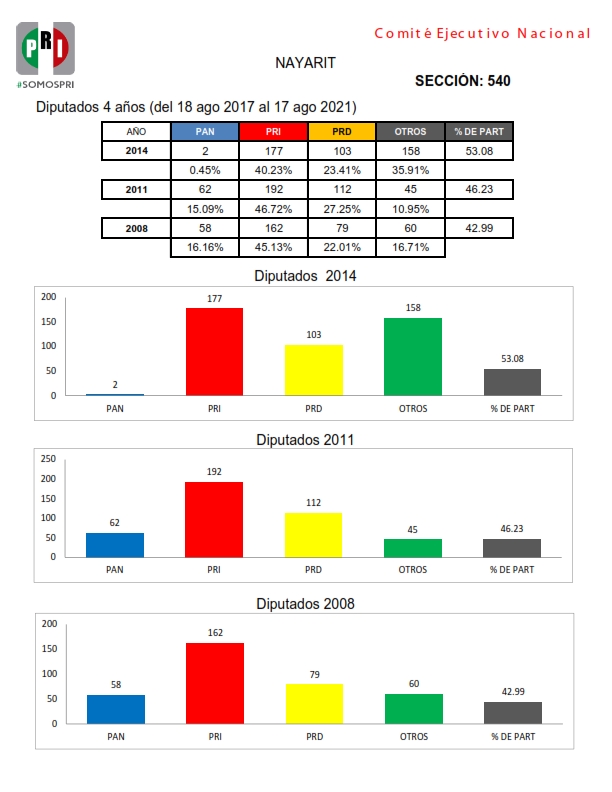 Comité Ejecutivo Nacional
PRI
#SOMOSPRI
NAYARIT
SECCIÓN: 540
Diputados 4 años (del 18 ago 2017 al 17 ago 2021)
AÑO PAN PRI PRD OTROS % DE PART
2014 2 177 103 158 53.08
0.45% 40.23% 23.41% 35.91%
2011 62 192 112 45 46.23
15.09% 46.72% 27.25% 10.95%
2008 58 162 79 60 42.99
16.16% 45.13% 22.01% 16.71%
Diputados 2014
200
150
100
50
0
2 177 103 158 53.08
PAN PRI PRD OTROS % DE PART
Diputados 2011
250
200
150
100
50
0
62 192 112 45 46.23
PAN PRI PRD OTROS % DE PART
Diputados 2008
200
150
100
50
0
58 162 79 60 42.99
PAN PRI PRD OTROS % DE PART